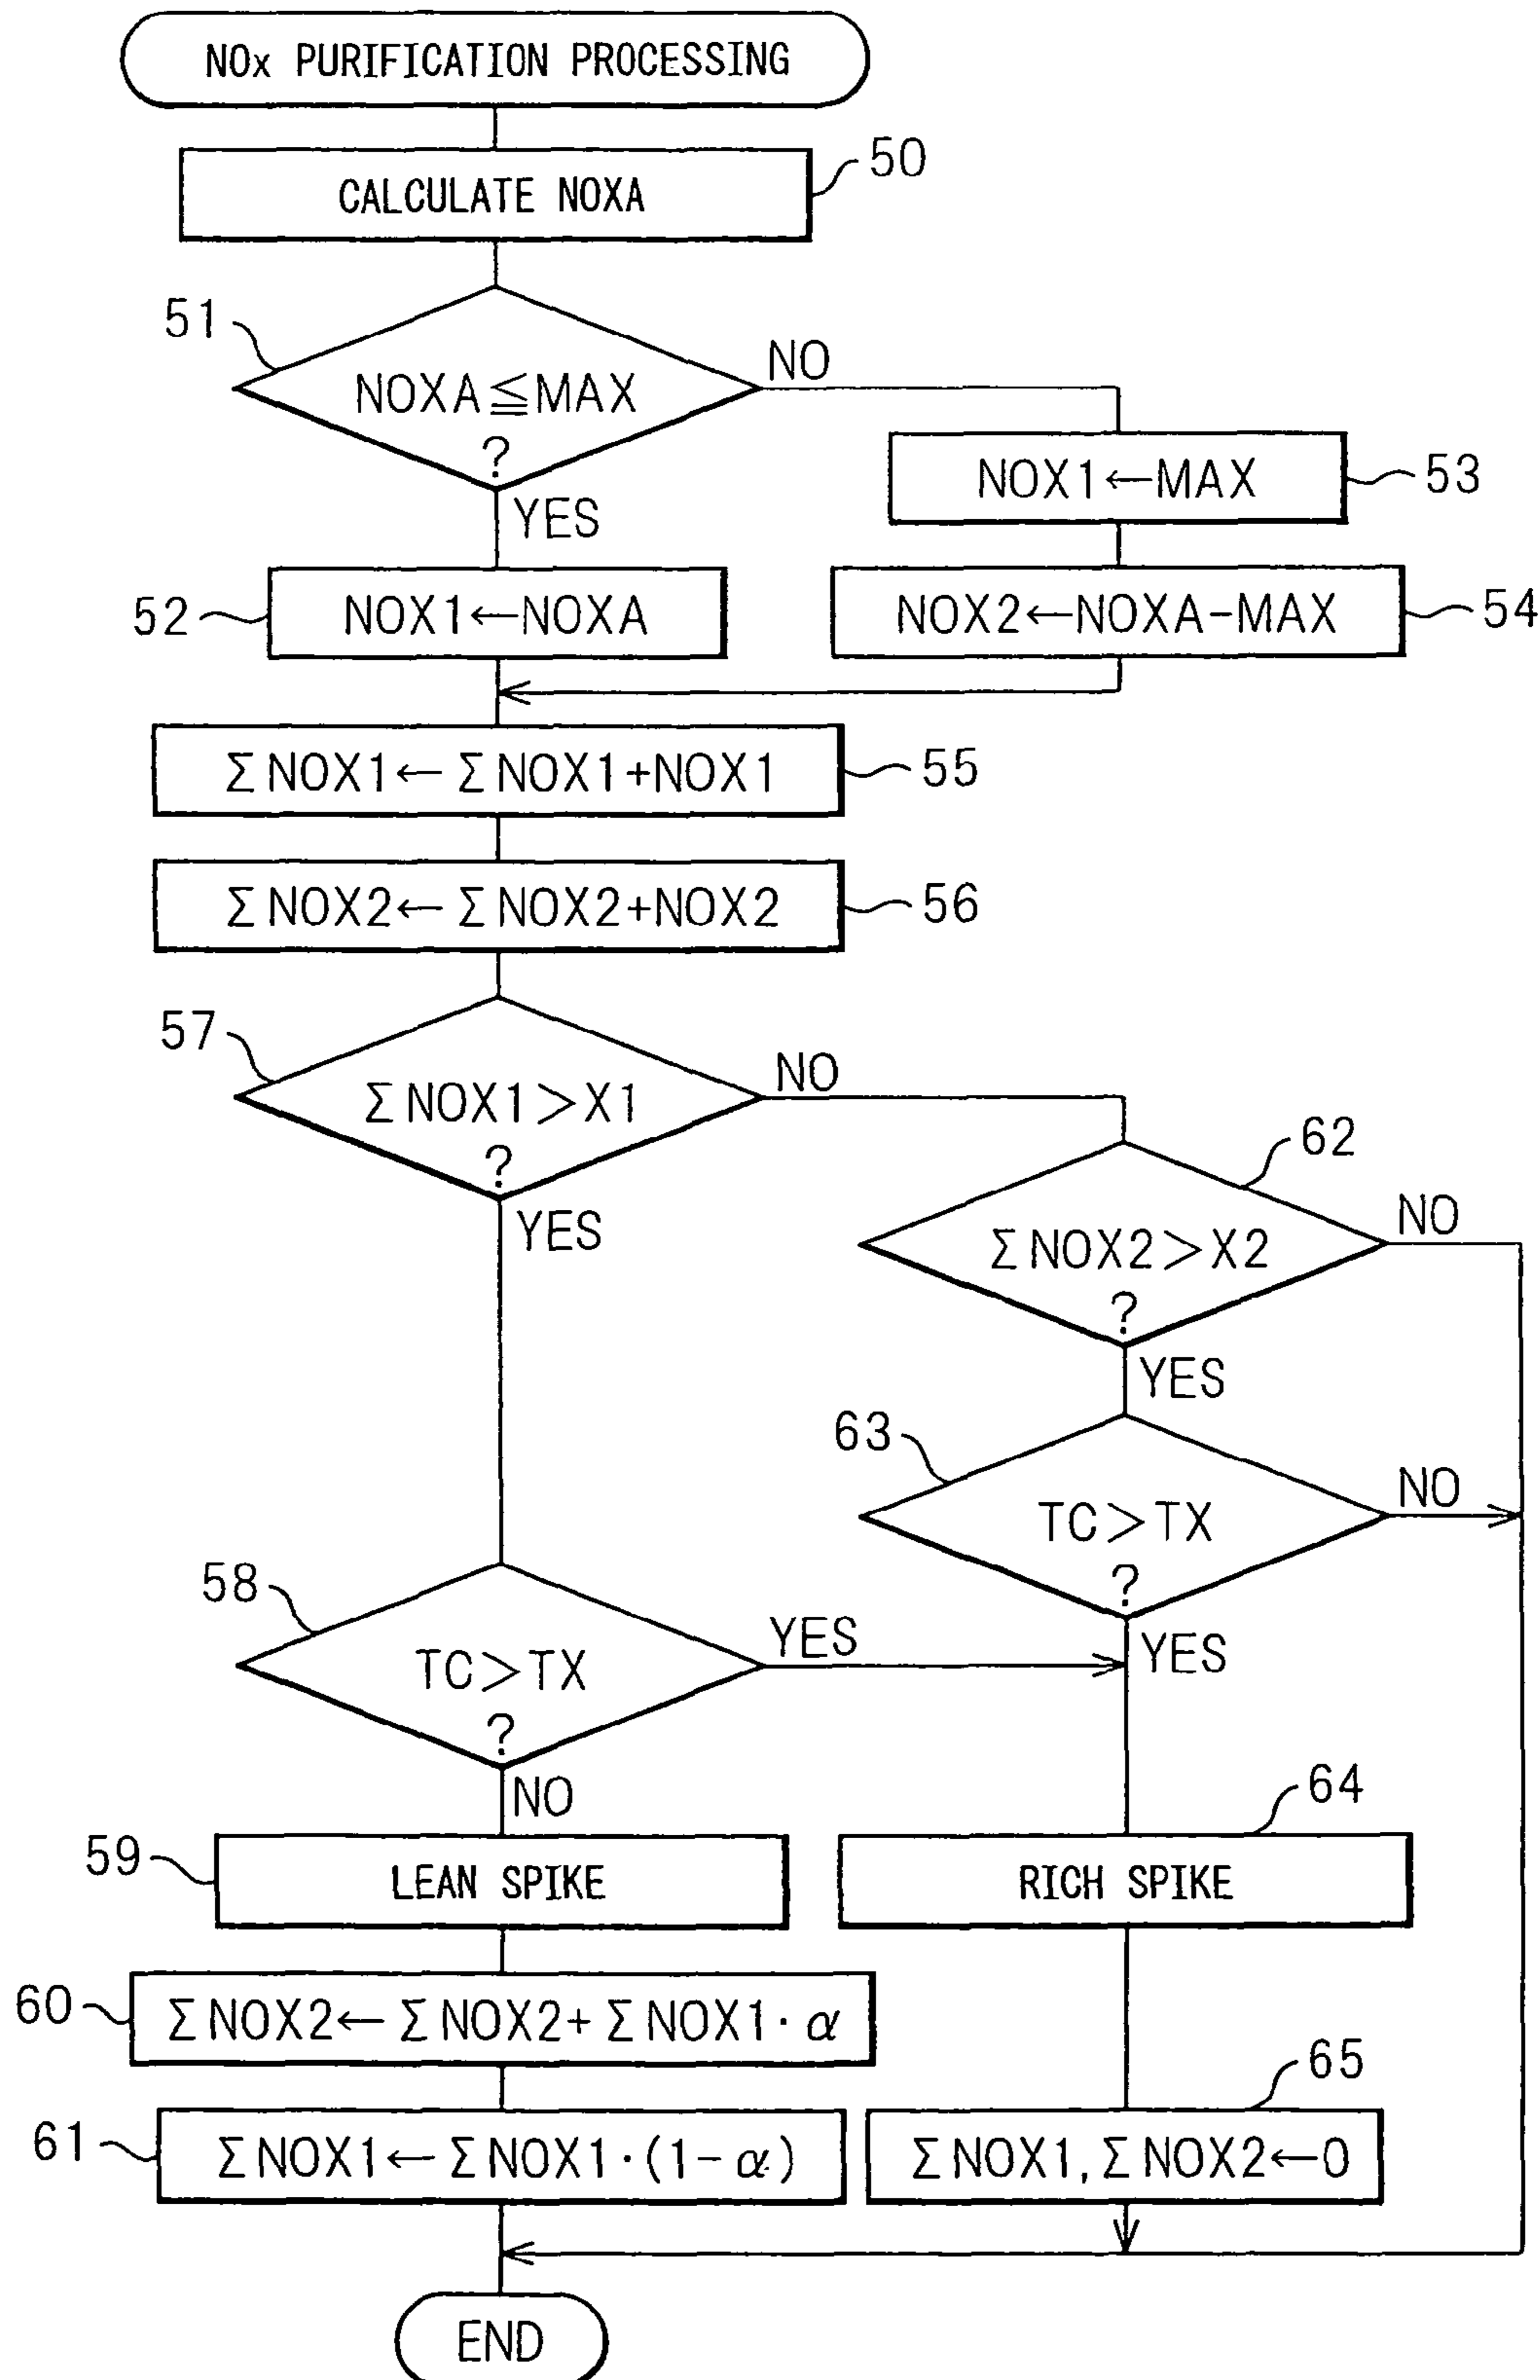 NOx PURIFICATION PROCESSING
50
CALCULATE NOXA
51
NOXA≦MAX
?
NO
YES
NOX1←MAX
53
52
NOX1←NOXA
NOX2←NOXA-MAX
54
ΣNOX1←ΣNOX1+NOX1
55
ΣNOX2←ΣNOX2+NOX2
56
57
ΣNOX1>X1
?
NO
YES
62
ΣNOX2>X2
?
NO
YES
63
TC>TX
?
NO
YES
58
TC>TX
?
YES
NO
59
LEAN SPIKE
64
RICH SPIKE
60
ΣNOX2←ΣNOX2+ΣNOX1·α
65
61
ΣNOX1←ΣNOX1·(1-α)
ΣNOX1,ΣNOX2←0
END